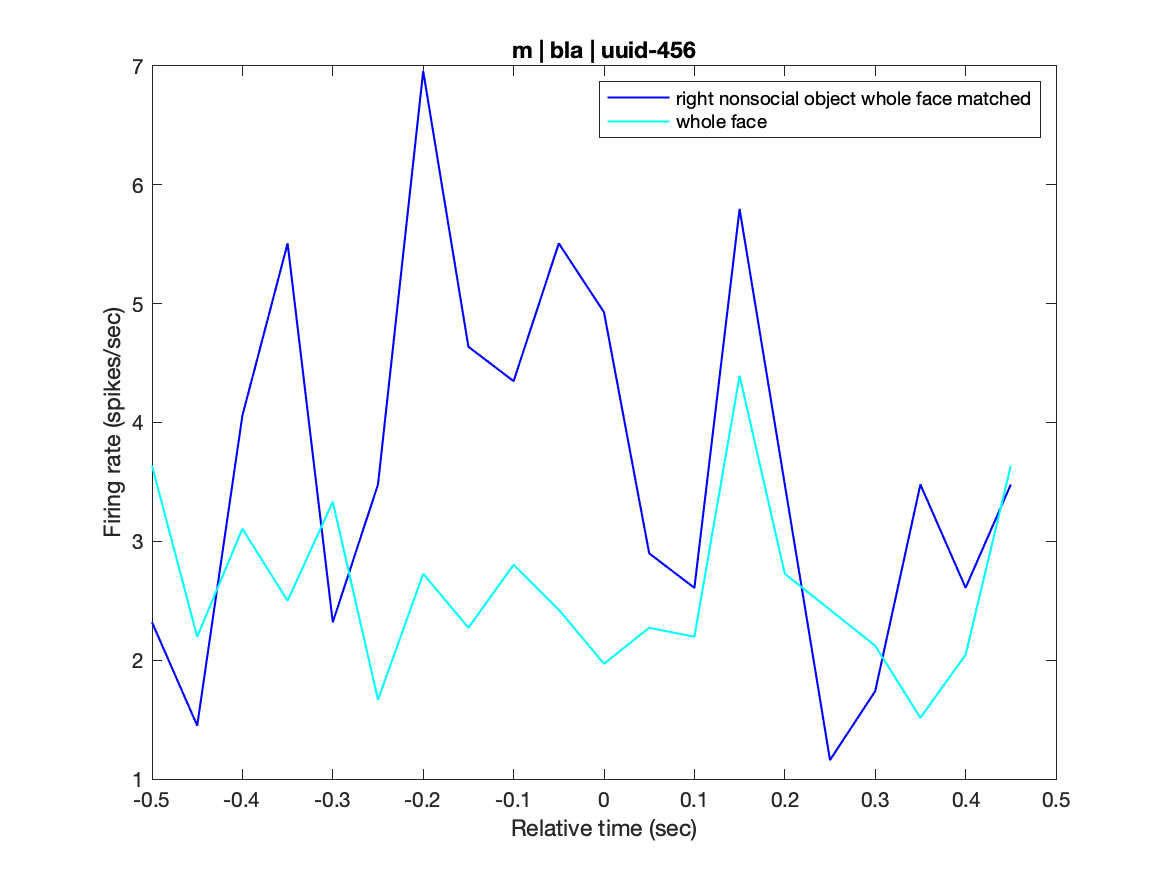 m | bla | uuid-456
right nonsocial object whole face matched
whole face
Firing rate (spikes/sec)
7
6
5
4
3
2
1
-0.5 -0.4 -0.3 -0.2 -0.1 0 0.1 0.2 0.3 0.4 0.5
Relative time (sec)